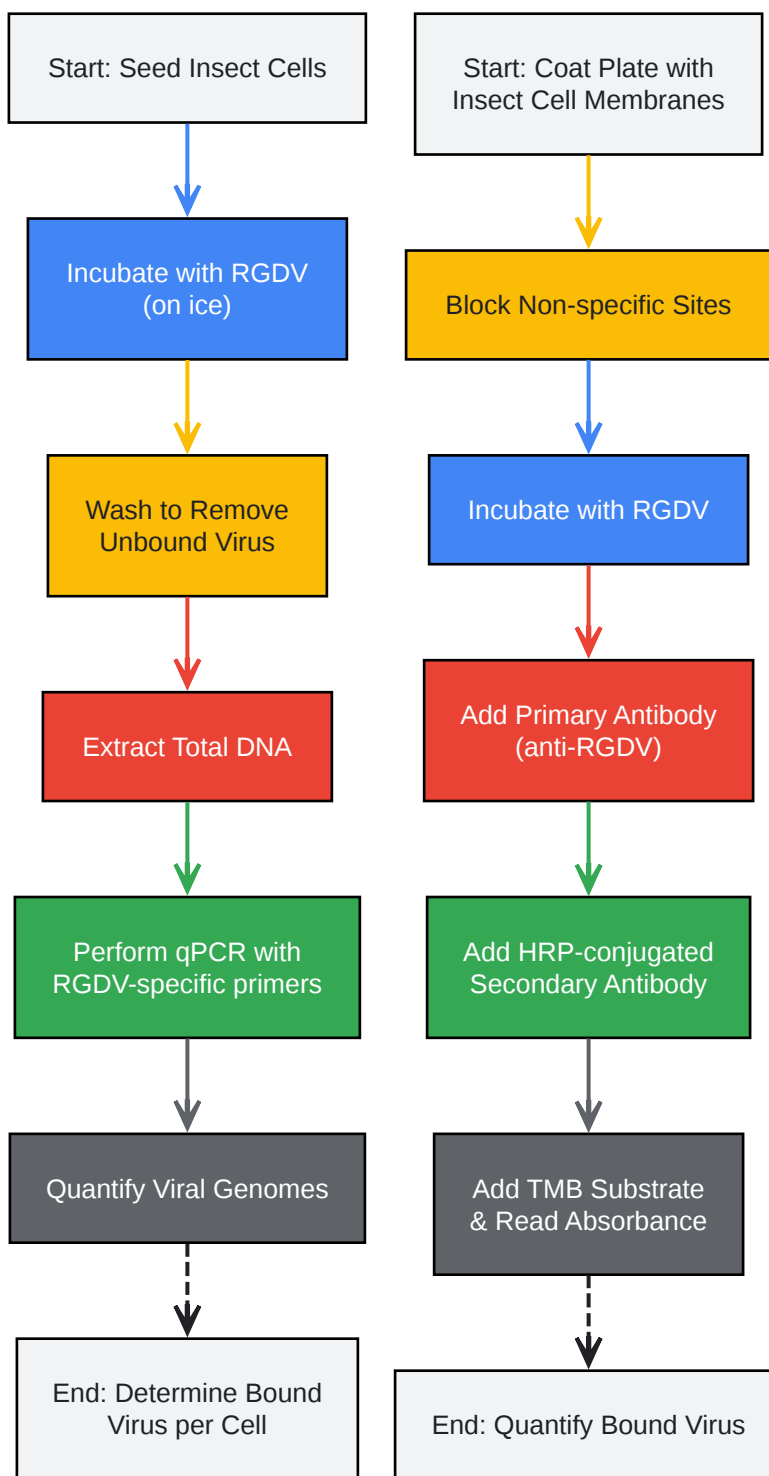 Start: Seed Insect Cells
Incubate with RGDV
(on ice)
Wash to Remove
Unbound Virus
Extract Total DNA
Perform qPCR with
RGDV-specific primers
Quantify Viral Genomes
End: Determine Bound
Virus per Cell
Start: Coat Plate with
Insect Cell Membranes
Block Non-specific Sites
Incubate with RGDV
Add Primary Antibody
(anti-RGDV)
Add HRP-conjugated
Secondary Antibody
Add TMB Substrate
& Read Absorbance
End: Quantify Bound Virus